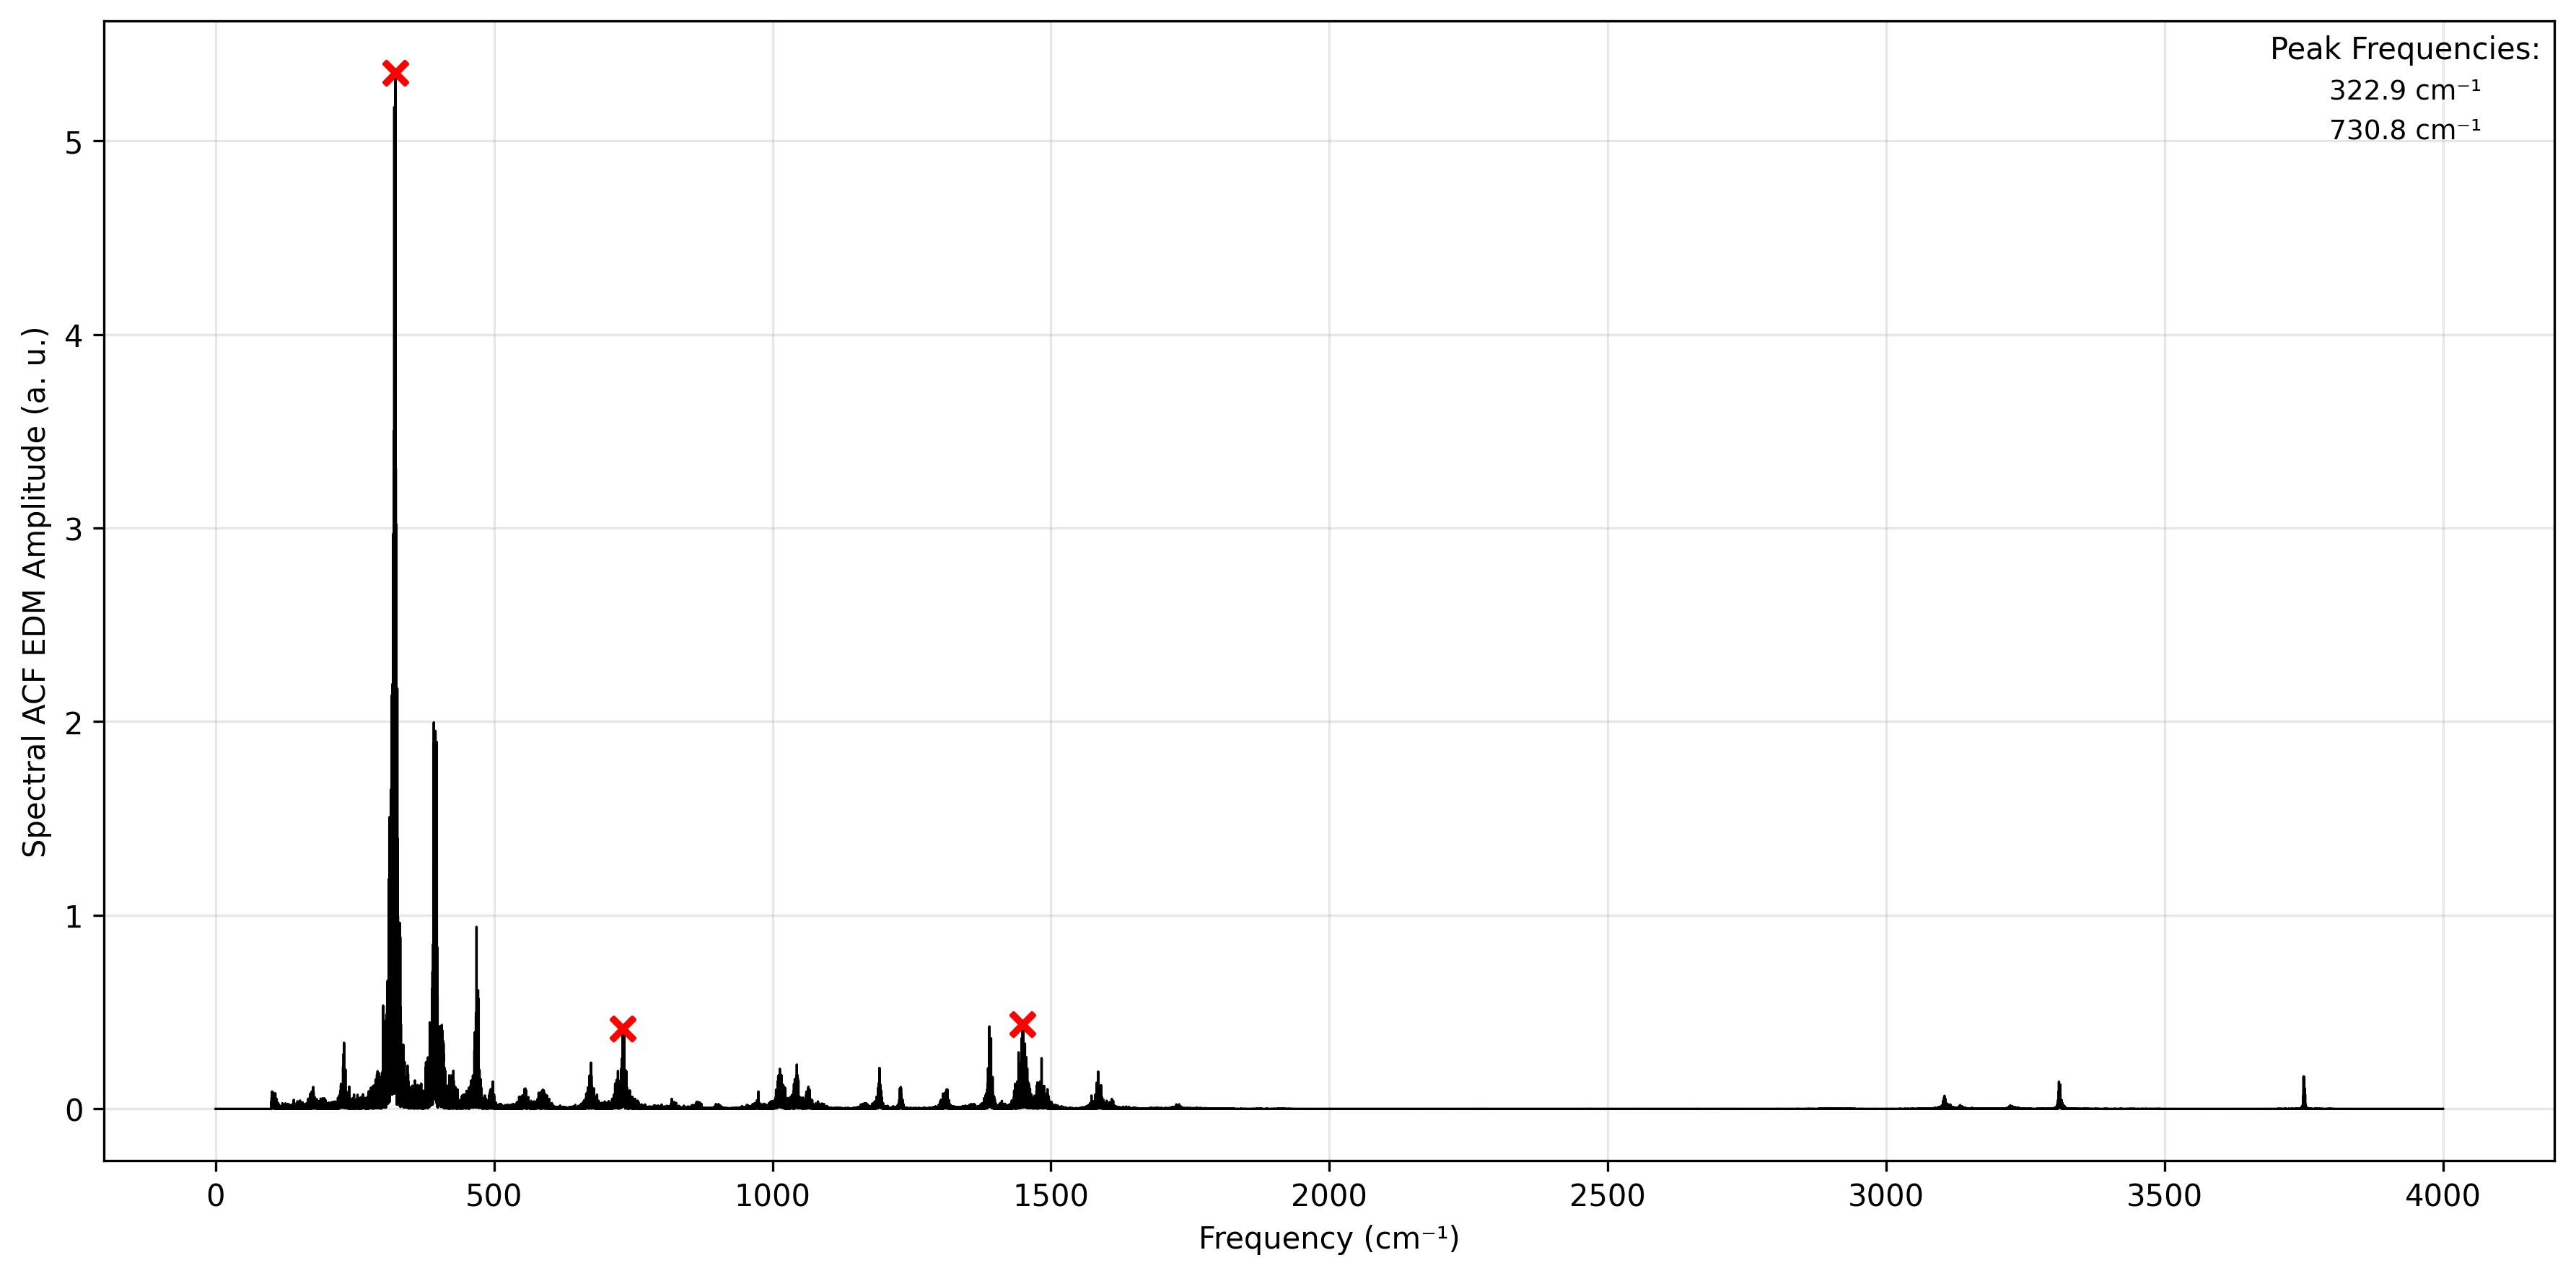 Peak Frequencies:
322.9 cm⁻¹
730.8 cm⁻¹
Spectral ACF EDM Amplitude (a. u.)
5
4
3
2
1
0
0 500 1000 1500 2000 2500 3000 3500 4000
Frequency (cm⁻¹)